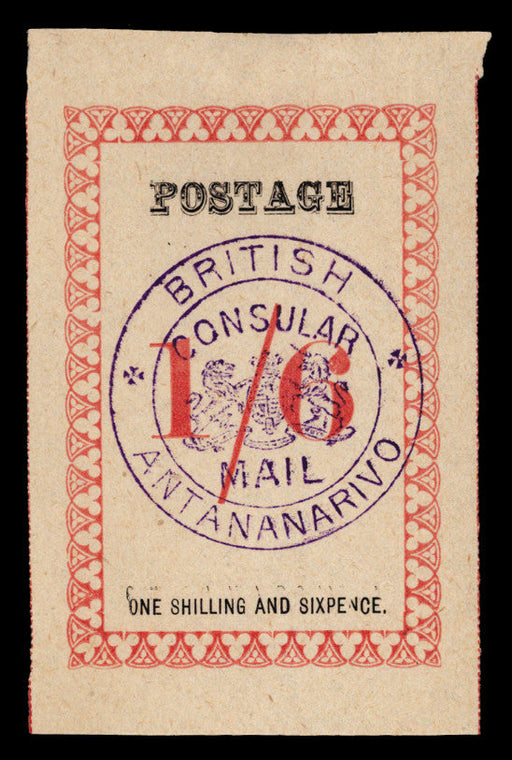 POSTAGE
BRITISH
CONSULAR
1/6
MAIL
ANTANANARIVO
ONE SHILLING AND SIXPENCE.